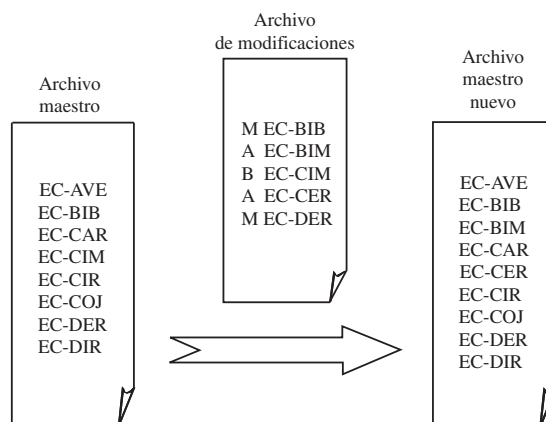 Archivo
maestro
EC-AVE
EC-BIB
EC-CAR
EC-CIM
EC-CIR
EC-COJ
EC-DER
EC-DIR
Archivo
de modificaciones
M EC-BIB
A EC-BIM
B EC-CIM
A EC-CER
M EC-DER
Archivo
maestro
nuevo
EC-AVE
EC-BIB
EC-BIM
EC-CAR
EC-CER
EC-CIR
EC-COJ
EC-DER
EC-DIR